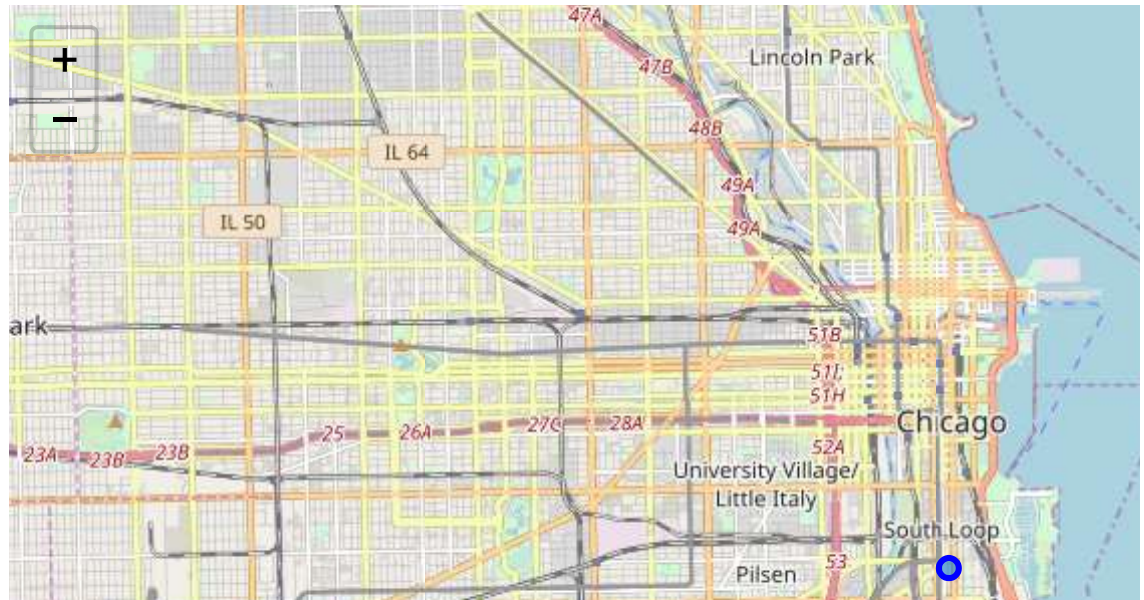 47A
+
Lincoln Park
47B
−
48B
IL 64
49A
IL 50
49A
ark
51B
51I;
51H
Chicago
28A
27C
26A
25
23B
23A
23B
52A
University Village/
Little Italy
South Loop
53
Pilsen